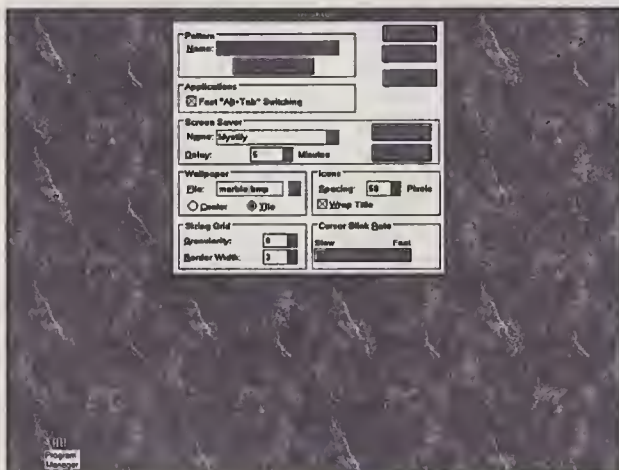 Pattern
Name:
Applications
Fast "Alt+Tab" Switching
Screen Saver
Name: Mystify
Delay: 5 Minutes
Wallpaper
File: marble.bmp
Center Tile
Icons
Spacing: 58 Pixels
Wrap Title
Sizing Grid
Granularity: 0
Border Width: 3
Cursor Blink Rate
Slow Fast
Program
Manager